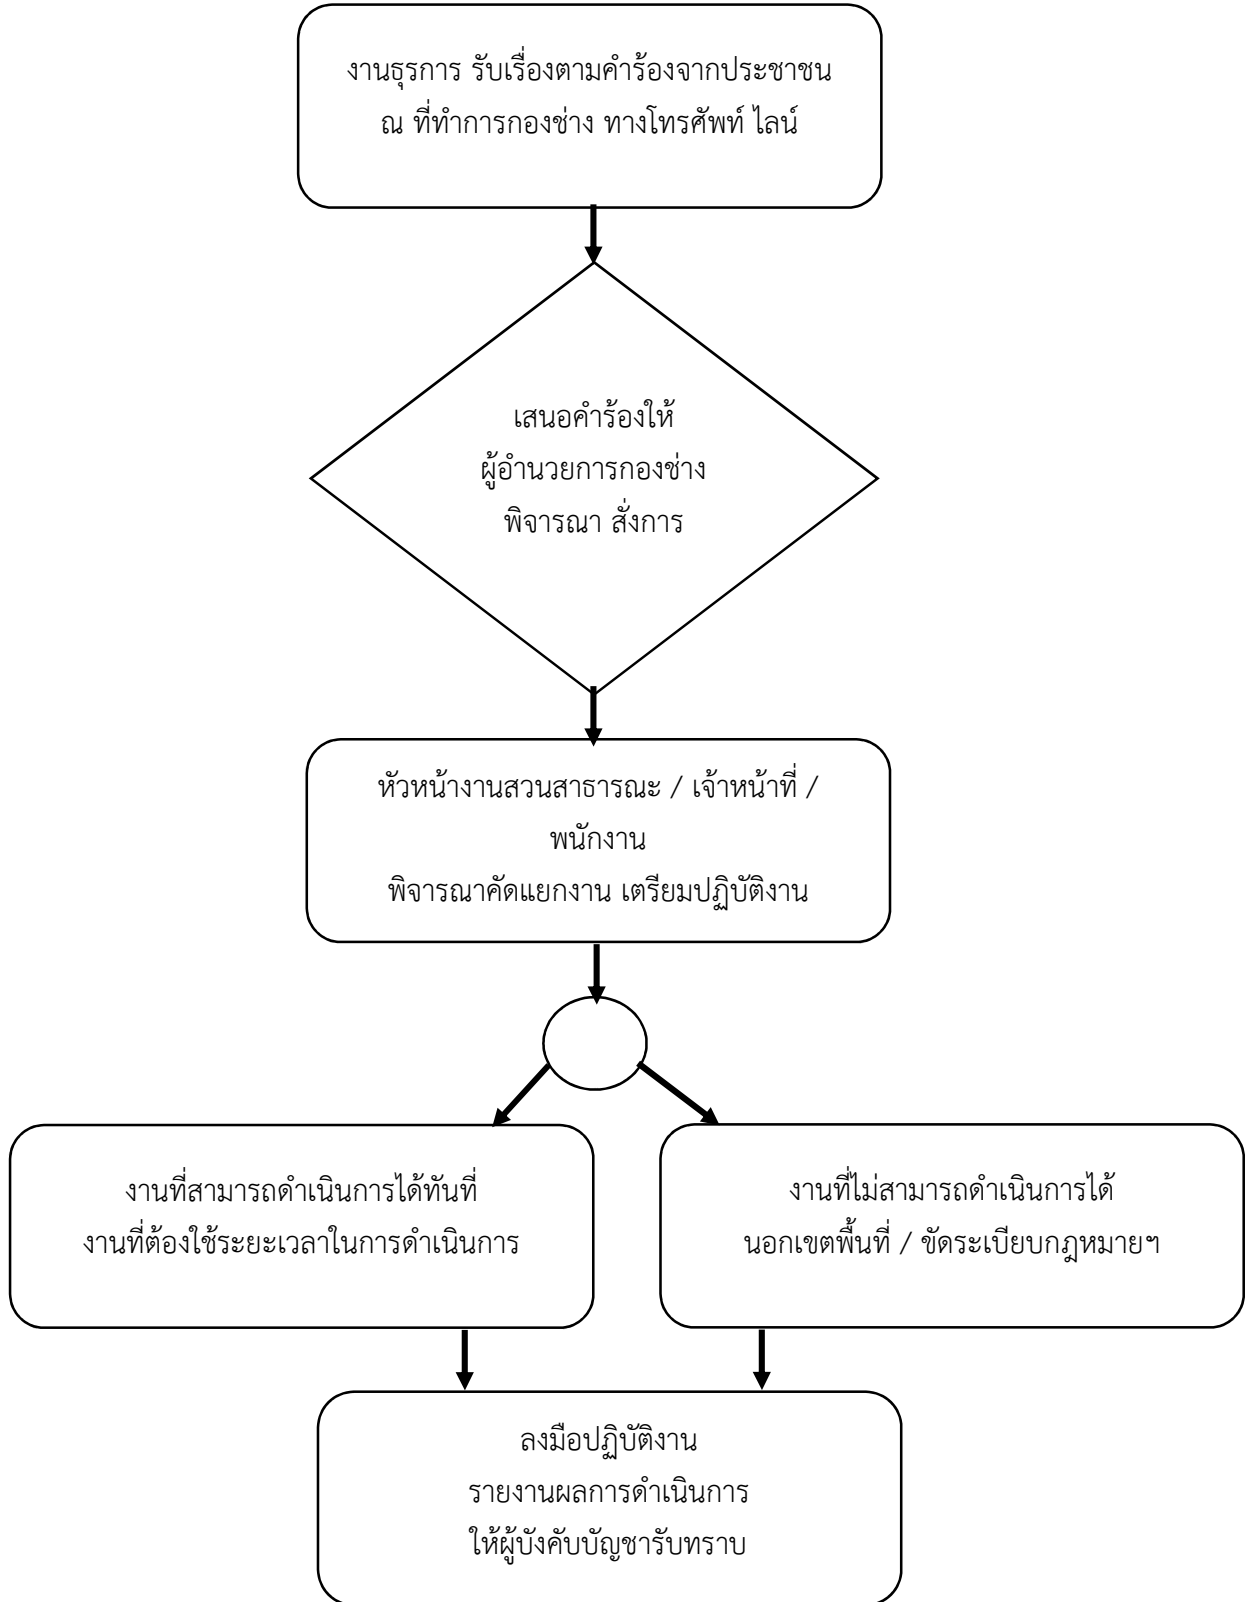 งานธุรการ รับเรื่องตามคำร้องจากประชาชน
ณ ที่ทำการกองช่าง ทางโทรศัพท์ ไลน์
เสนอคำร้องให้
ผู้อำนวยการกองช่าง
พิจารณา สั่งการ
หัวหน้างานสวนสาธารณะ / เจ้าหน้าที่ /
พนักงาน
พิจารณาคัดแยกงาน เตรียมปฏิบัติงาน
งานที่สามารถดำเนินการได้ทันที่
งานที่ต้องใช้ระยะเวลาในการดำเนินการ
งานที่ไม่สามารถดำเนินการได้
นอกเขตพื้นที่ / ขัดระเบียบกฎหมายฯ
ลงมือปฏิบัติงาน
รายงานผลการดำเนินการ
ให้ผู้บังคับบัญชารับทราบ